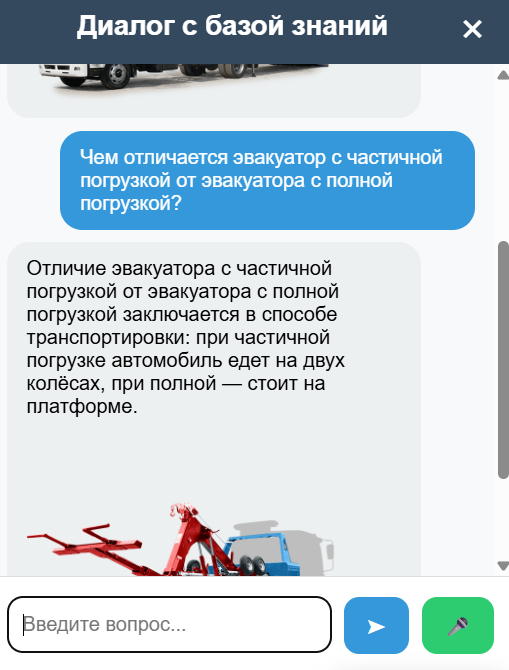 Диалог с базой знаний
×
Чем отличается эвакуатор с частичной
погрузкой от эвакуатора с полной
погрузкой?
Отличие эвакуатора с частичной
погрузкой от эвакуатора с полной
погрузкой заключается в способе
транспортировки: при частичной
погрузке автомобиль едет на двух
колёсах, при полной — стоит на
платформе.
Введите вопрос...